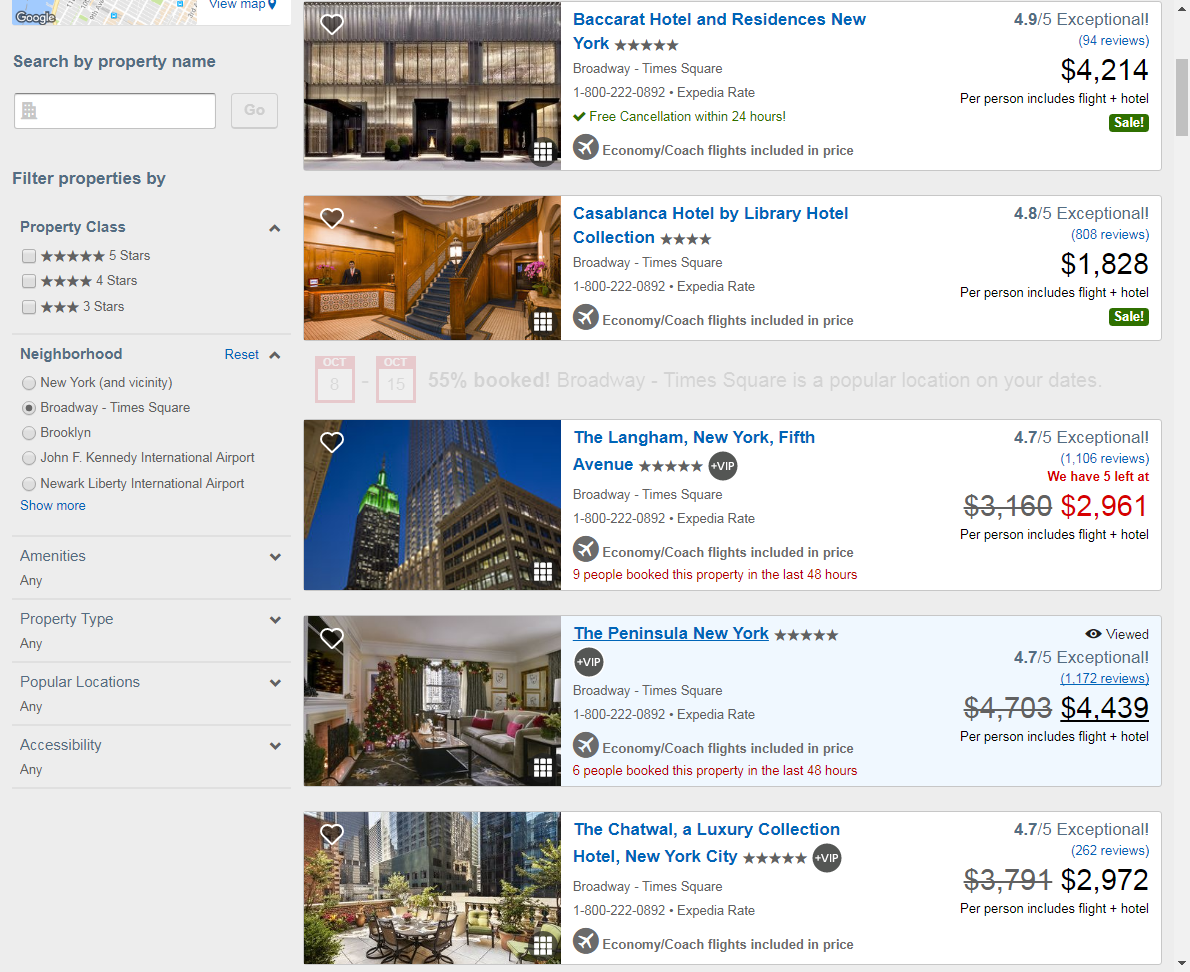 Google
View map
Search by property name
Go
Filter properties by
Property Class
5 Stars
4 Stars
3 Stars
Neighborhood Reset
New York (and vicinity)
Broadway - Times Square
Brooklyn
John F. Kennedy International Airport
Newark Liberty International Airport
Show more
Amenities
Any
Property Type
Any
Popular Locations
Any
Accessibility
Any
Baccarat Hotel and Residences New
York
Broadway - Times Square
1-800-222-0892 • Expedia Rate
Free Cancellation within 24 hours!
Economy/Coach flights included in price
4.9/5 Exceptional!
(94 reviews)
$4,214
Per person includes flight + hotel
Sale!
Casablanca Hotel by Library Hotel
Collection
Broadway - Times Square
1-800-222-0892 • Expedia Rate
Economy/Coach flights included in price
4.8/5 Exceptional!
(808 reviews)
$1,828
Per person includes flight + hotel
Sale!
OCT OCT
8 - 15 55% booked! Broadway - Times Square is a popular location on your dates.
The Langham, New York, Fifth
Avenue +VIP
Broadway - Times Square
1-800-222-0892 • Expedia Rate
Economy/Coach flights included in price
9 people booked this property in the last 48 hours
4.7/5 Exceptional!
(1,106 reviews)
We have 5 left at
$3,160 $2,961
Per person includes flight + hotel
The Peninsula New York
+VIP
Broadway - Times Square
1-800-222-0892 • Expedia Rate
Economy/Coach flights included in price
6 people booked this property in the last 48 hours
Viewed
4.7/5 Exceptional!
(1,172 reviews)
$4,703 $4,439
Per person includes flight + hotel
The Chatwal, a Luxury Collection
Hotel, New York City +VIP
Broadway - Times Square
1-800-222-0892 • Expedia Rate
Economy/Coach flights included in price
4.7/5 Exceptional!
(262 reviews)
$3,791 $2,972
Per person includes flight + hotel